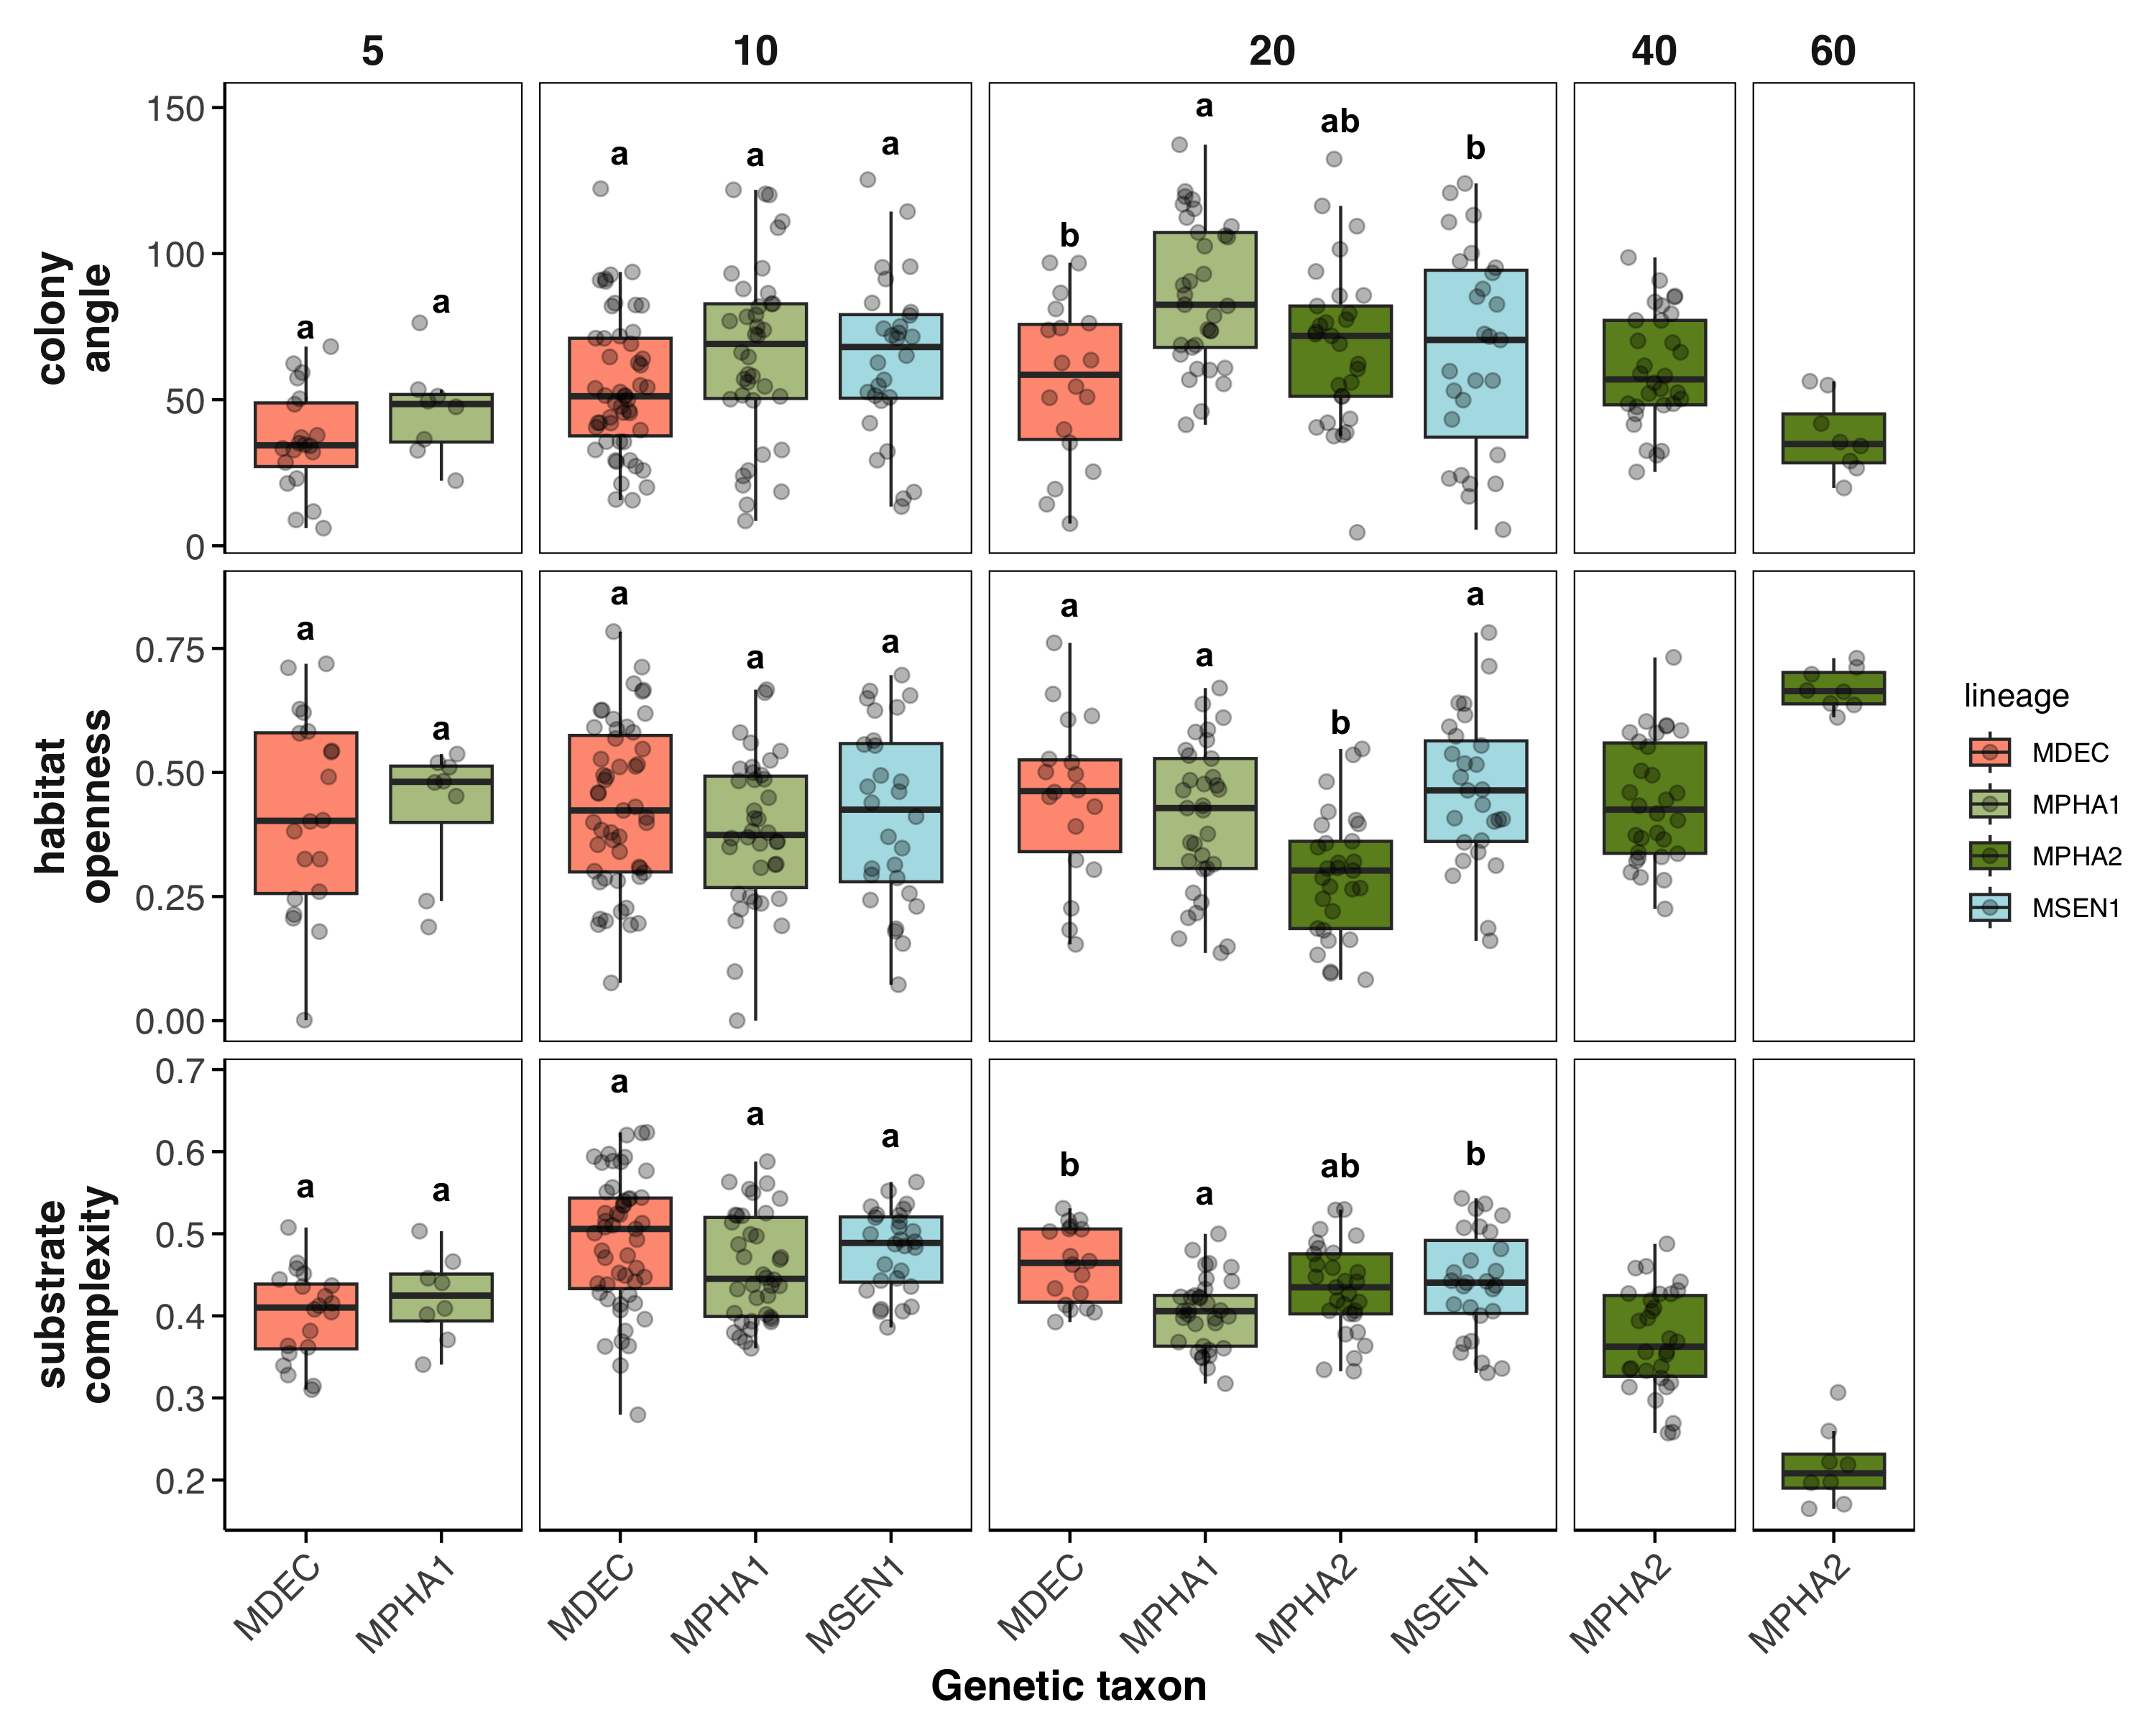 5 10 20 40 60
colony
angle
150
100
50
0
a a
a a a
b a ab b
habitat
openness
0.75
0.50
0.25
0.00
a a
a a a
a a b a
substrate
complexity
0.7
0.6
0.5
0.4
0.3
0.2
a a
a a a
b a ab b
MDEC MPHA1 MDEC MPHA1 MSEN1 MDEC MPHA1 MPHA2 MSEN1 MPHA2 MPHA2
Genetic taxon
lineage
MDEC
MPHA1
MPHA2
MSEN1